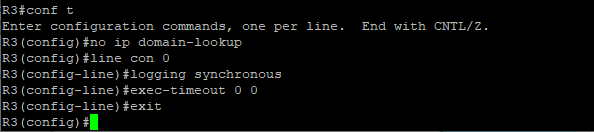 R3#conf t
Enter configuration commands, one per line.  End with CNTL/Z.
R3(config)#no ip domain-lookup
R3(config)#line con 0
R3(config-line)#logging synchronous
R3(config-line)#exec-timeout 0 0
R3(config-line)#exit
R3(config)#